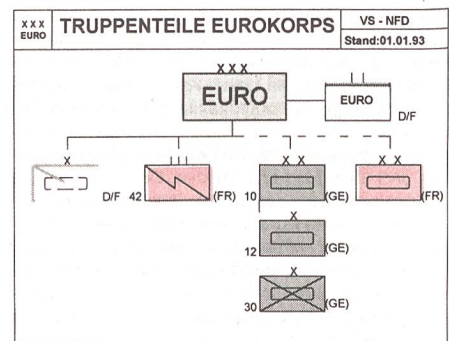 X X X
EURO
TRUPPENTEILE EUROKORPS
VS - NFD
Stand:01.01.93
X X X
EURO
I I
EURO
D/F
X
D/F
I I I
42
(FR)
X X
10
(GE)
X X
(FR)
X
12
(GE)
X
30
(GE)